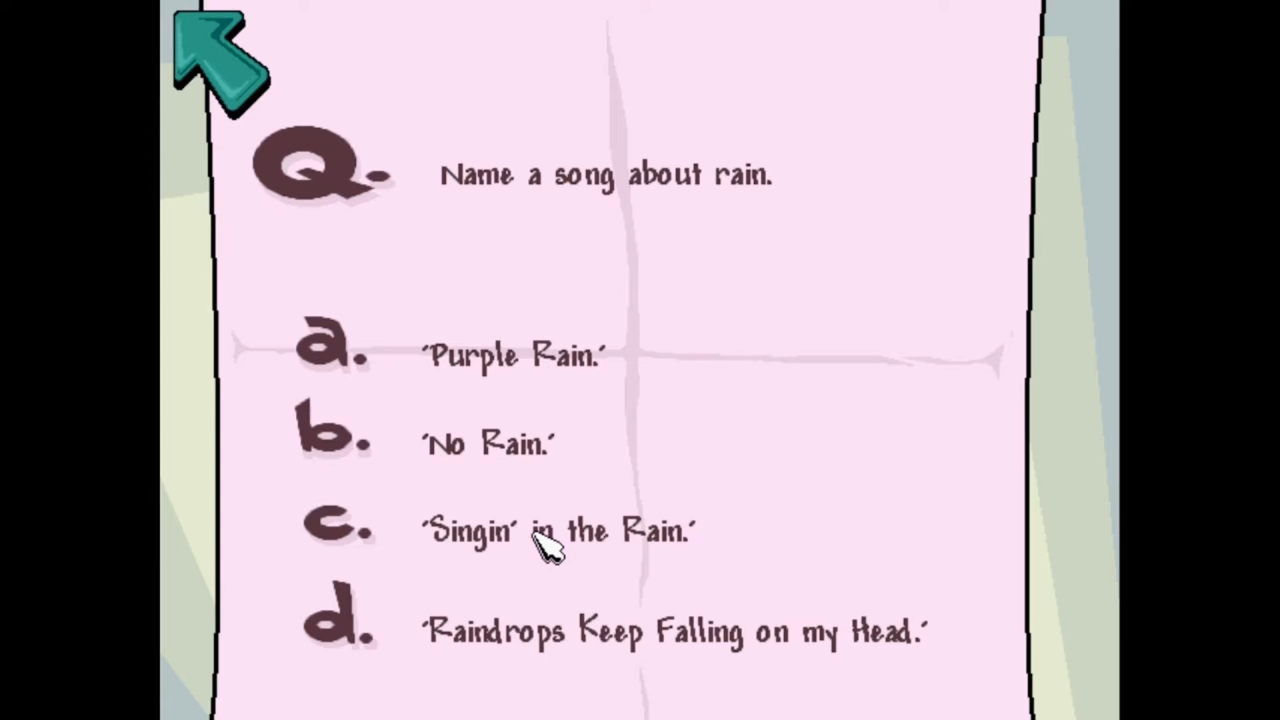 Q. Name a song about rain.
a. ‘Purple Rain.’
b. ‘No Rain.’
c. ‘Singin’ in the Rain.’
d. ‘Raindrops Keep Falling on my Head.’